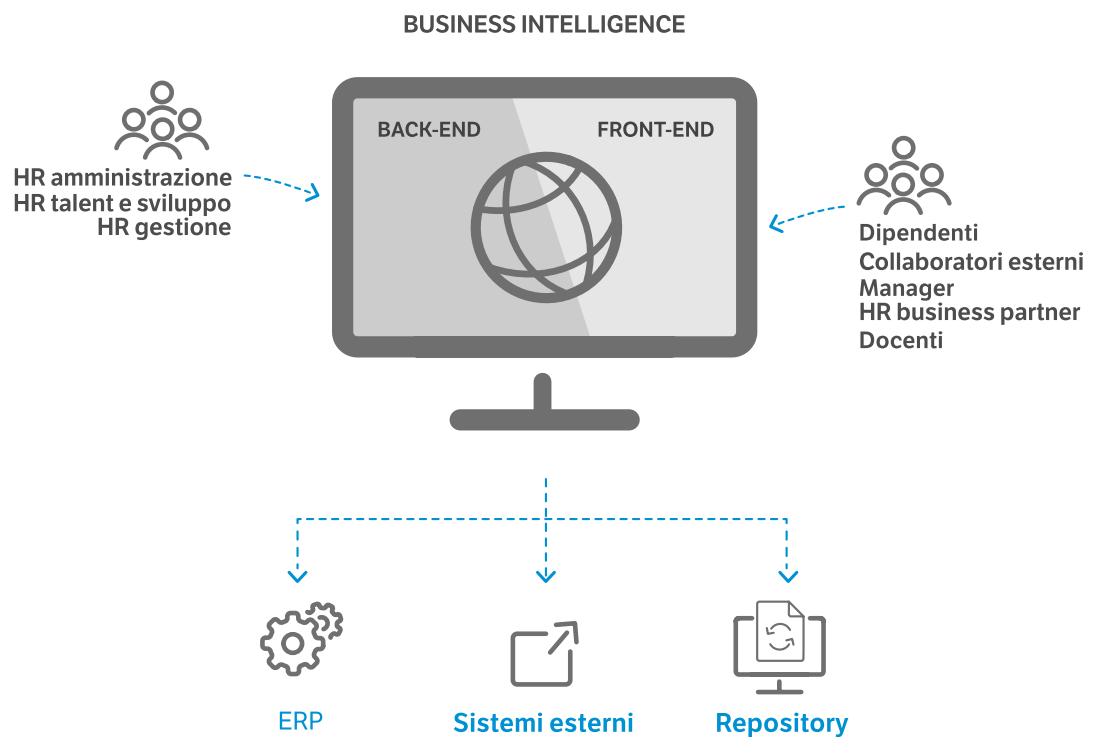 BUSINESS INTELLIGENCE
BACK-END
FRONT-END
HR amministrazione
HR talent e sviluppo
HR gestione
Dipendenti
Collaboratori esterni
Manager
HR business partner
Docenti
ERP
Sistemi esterni
Repository